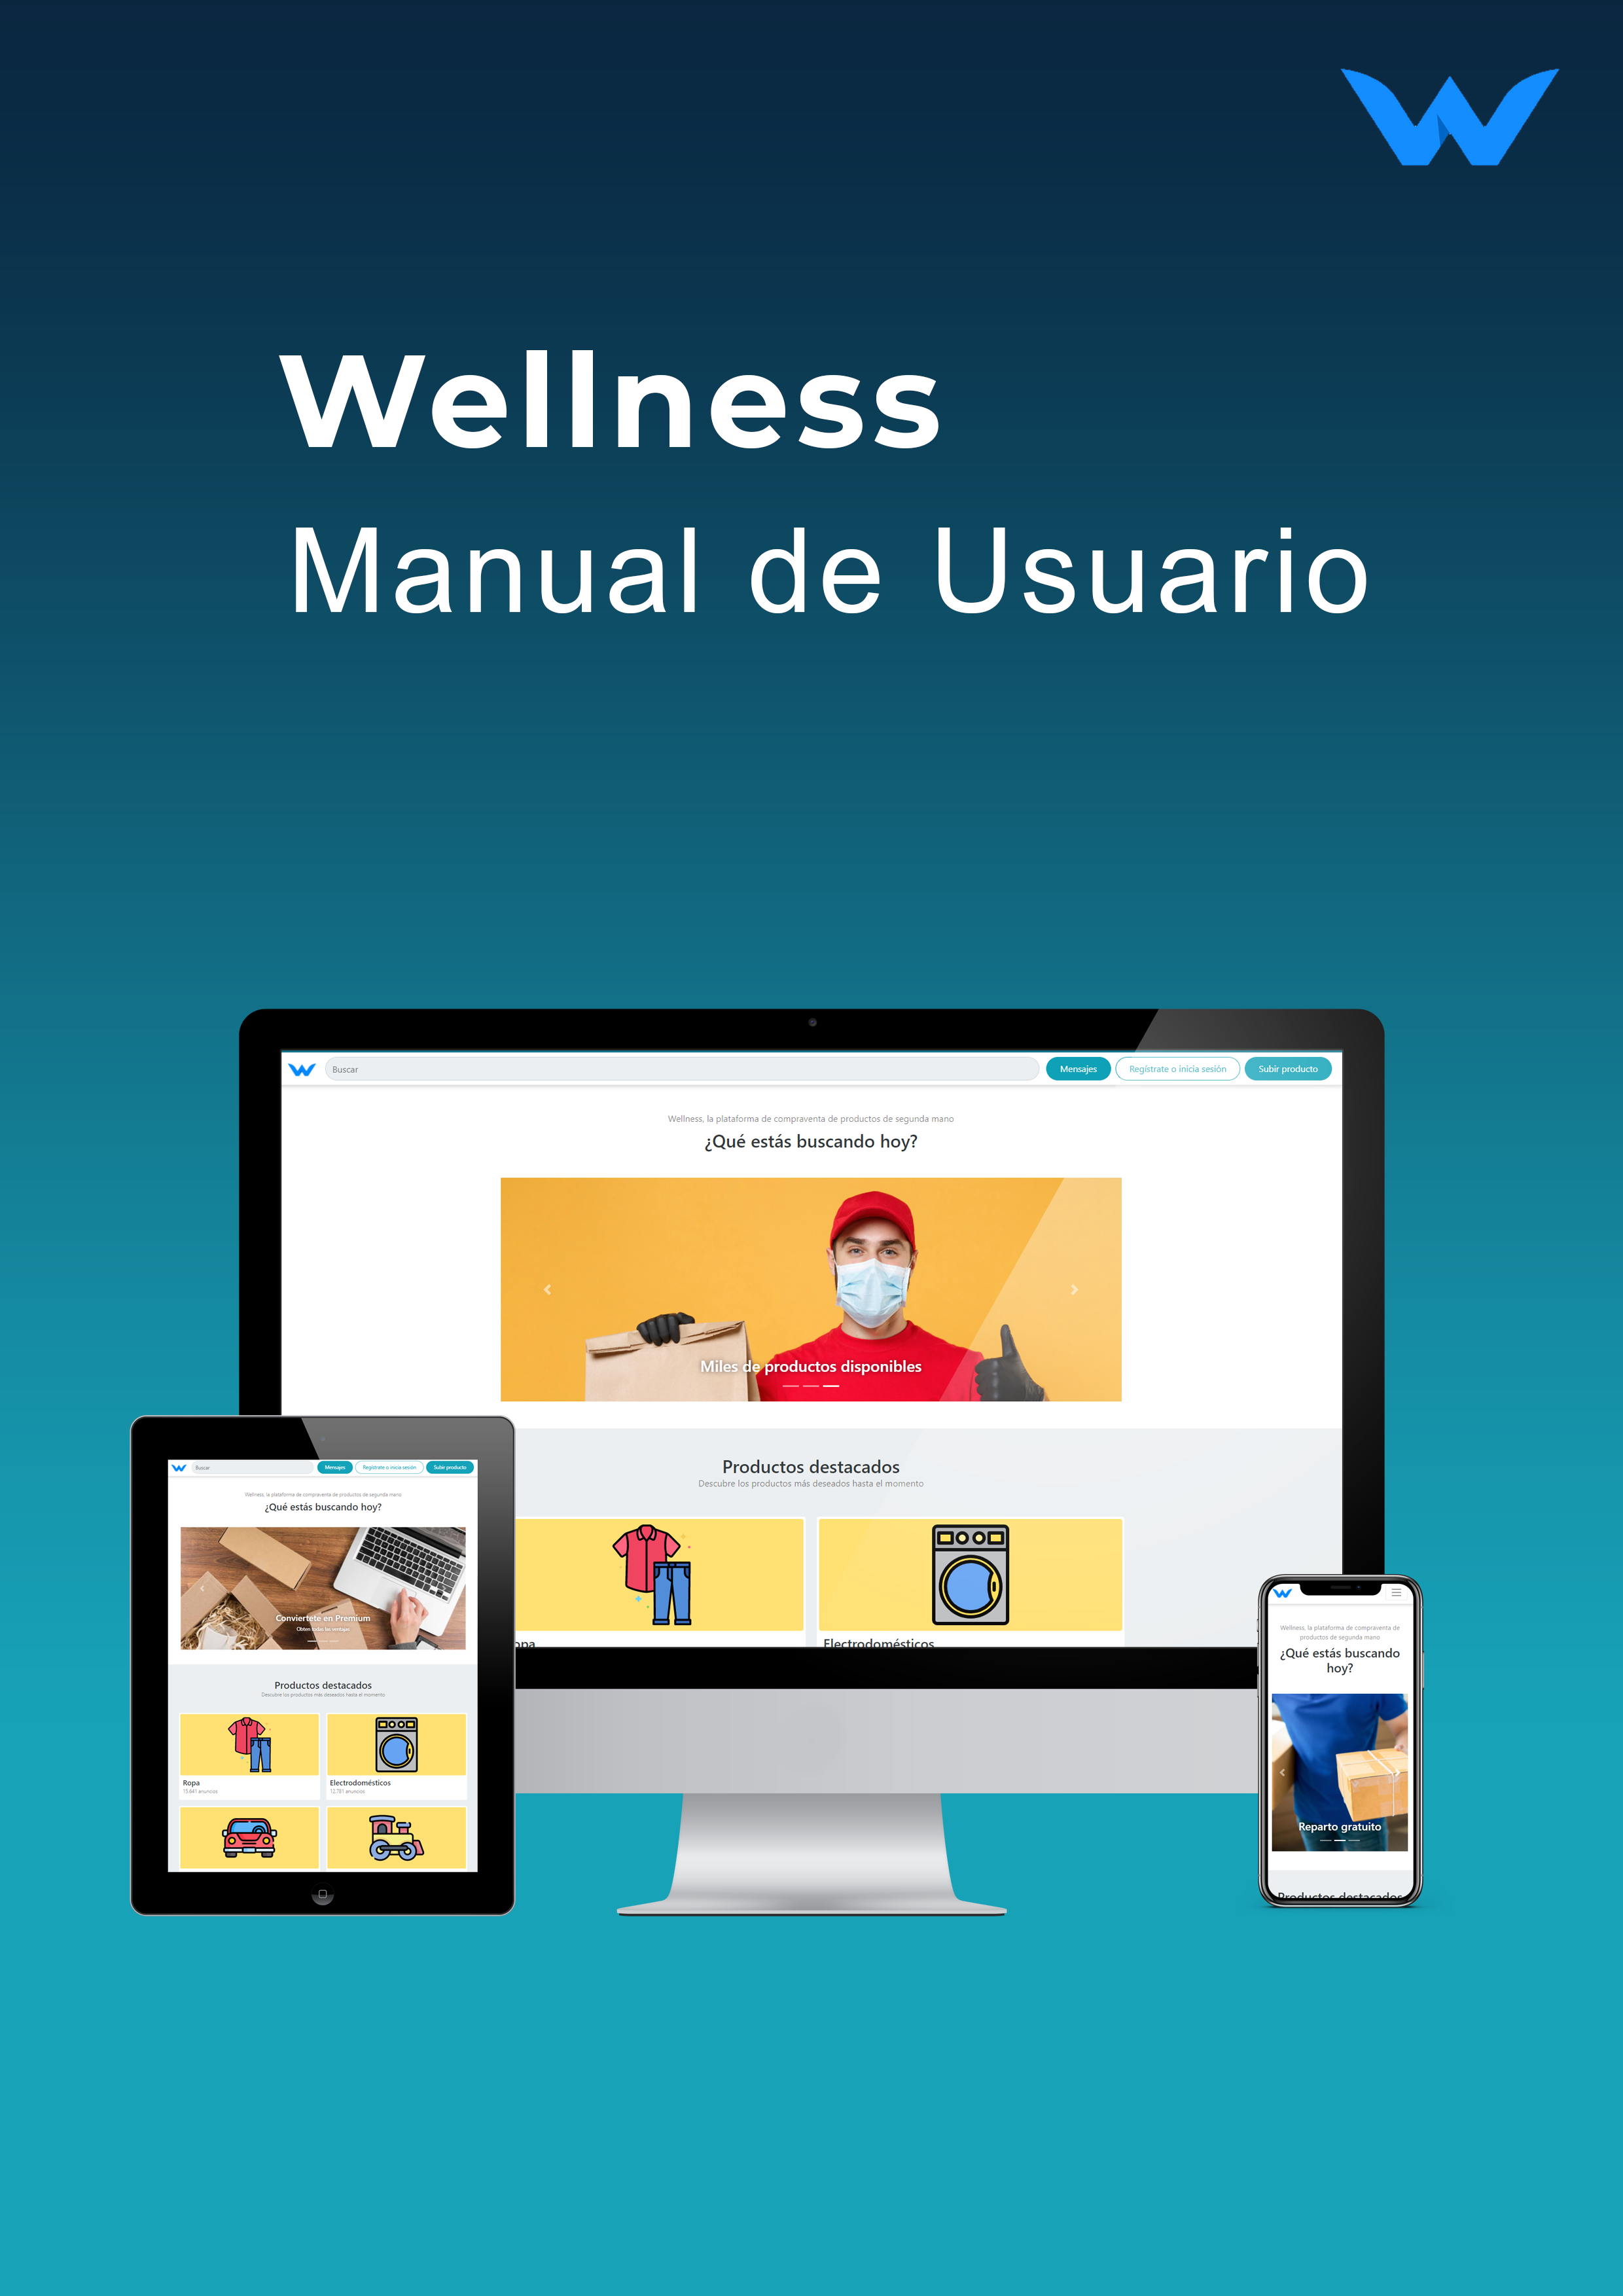 Wellness
Manual de Usuario
Buscar
Mensajes
Regístrate o inicia sesión
Subir producto
Wellness, la plataforma de compraventa de productos de segunda mano
¿Qué estás buscando hoy?
Miles de productos disponibles
Productos destacados
Descubre los productos más deseados hasta el momento
opa
Electrodomésticos
Buscar
Mensajes
Regístrate o inicia sesión
Subir producto
Wellness, la plataforma de compraventa de productos de segunda mano
¿Qué estás buscando hoy?
Conviertete en Premium
Obten todas las ventajas
Productos destacados
Descubre los productos más deseados hasta el momento
Ropa
15.641 anuncios
Electrodomésticos
12.751 anuncios
Wellness, la plataforma de compraventa de
productos de segunda mano
¿Qué estás buscando
hoy?
Reparto gratuito
Productos destacados